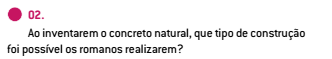 02.
Ao inventarem o concreto natural, que tipo de construção
foi possível os romanos realizarem?